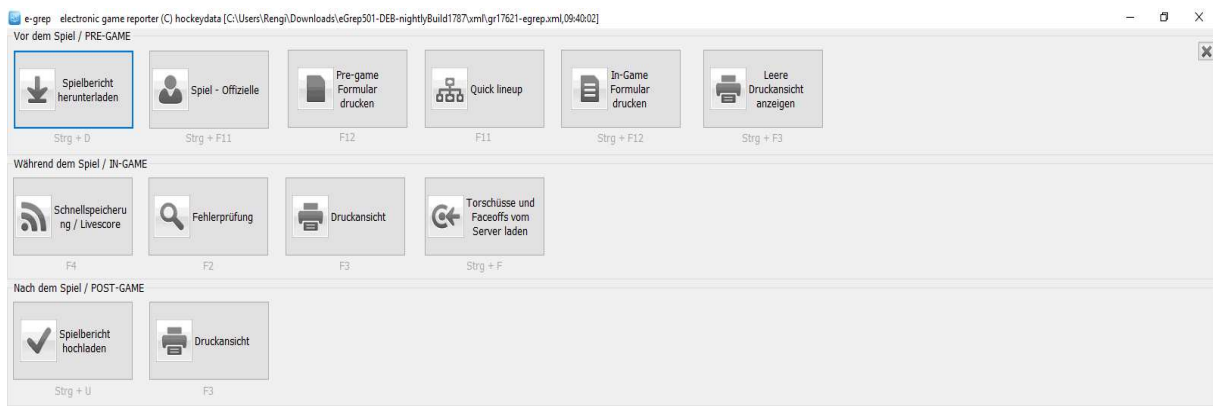 e-grep electronic game reporter (C) hockeydata [C:\Users\Rengi\Downloads\eGrep501-DEB-nightlyBuild1787\xml\gr17621-egrep.xml,09:40:02]
Vor dem Spiel / PRE-GAME
Spielbericht
herunterladen
Strg + D
Spiel - Offizielle
Strg + F11
Pre-game
Formular
drucken
F12
Quick lineup
F11
In-Game
Formular
drucken
Strg + F12
Leere
Druckansicht
anzeigen
Strg + F3
Während dem Spiel / IN-GAME
Schnellspeicheru
ng / Livescore
F4
Fehlerprüfung
F2
Druckansicht
F3
Torschüsse und
Faceoffs vom
Server laden
Strg + F
Nach dem Spiel / POST-GAME
Spielbericht
hochladen
Strg + U
Druckansicht
F3